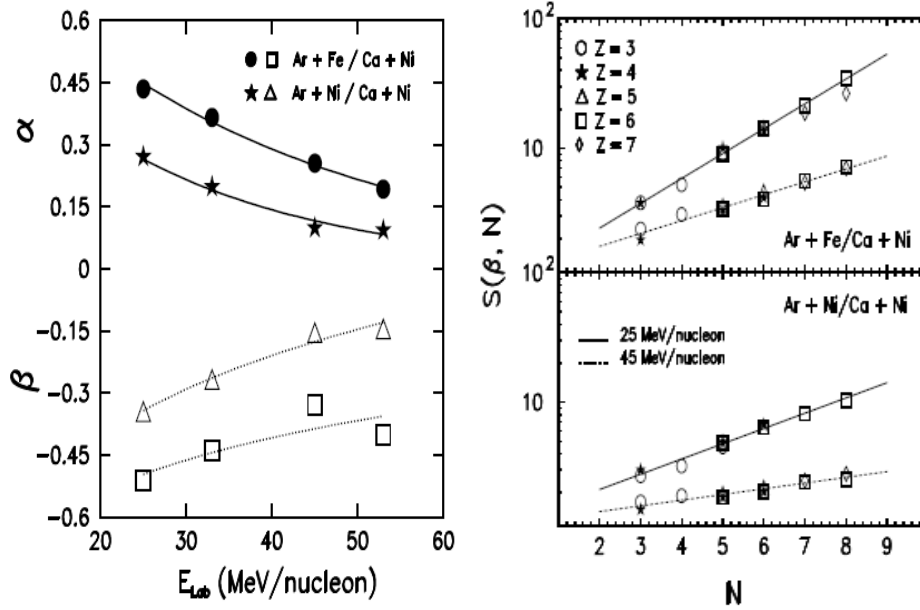 0.6
0.45
0.3
0.15
0
-0.15
-0.3
-0.45
-0.6
α
β
20 30 40 50 60
E_Lab (MeV/nucleon)
Ar + Fe / Ca + Ni
Ar + Ni / Ca + Ni
10²
10
10²
10
S(β, N)
Z = 3
Z = 4
Z = 5
Z = 6
Z = 7
Ar + Fe/Ca + Ni
Ar + Ni/Ca + Ni
25 MeV/nucleon
45 MeV/nucleon
2 3 4 5 6 7 8 9
N